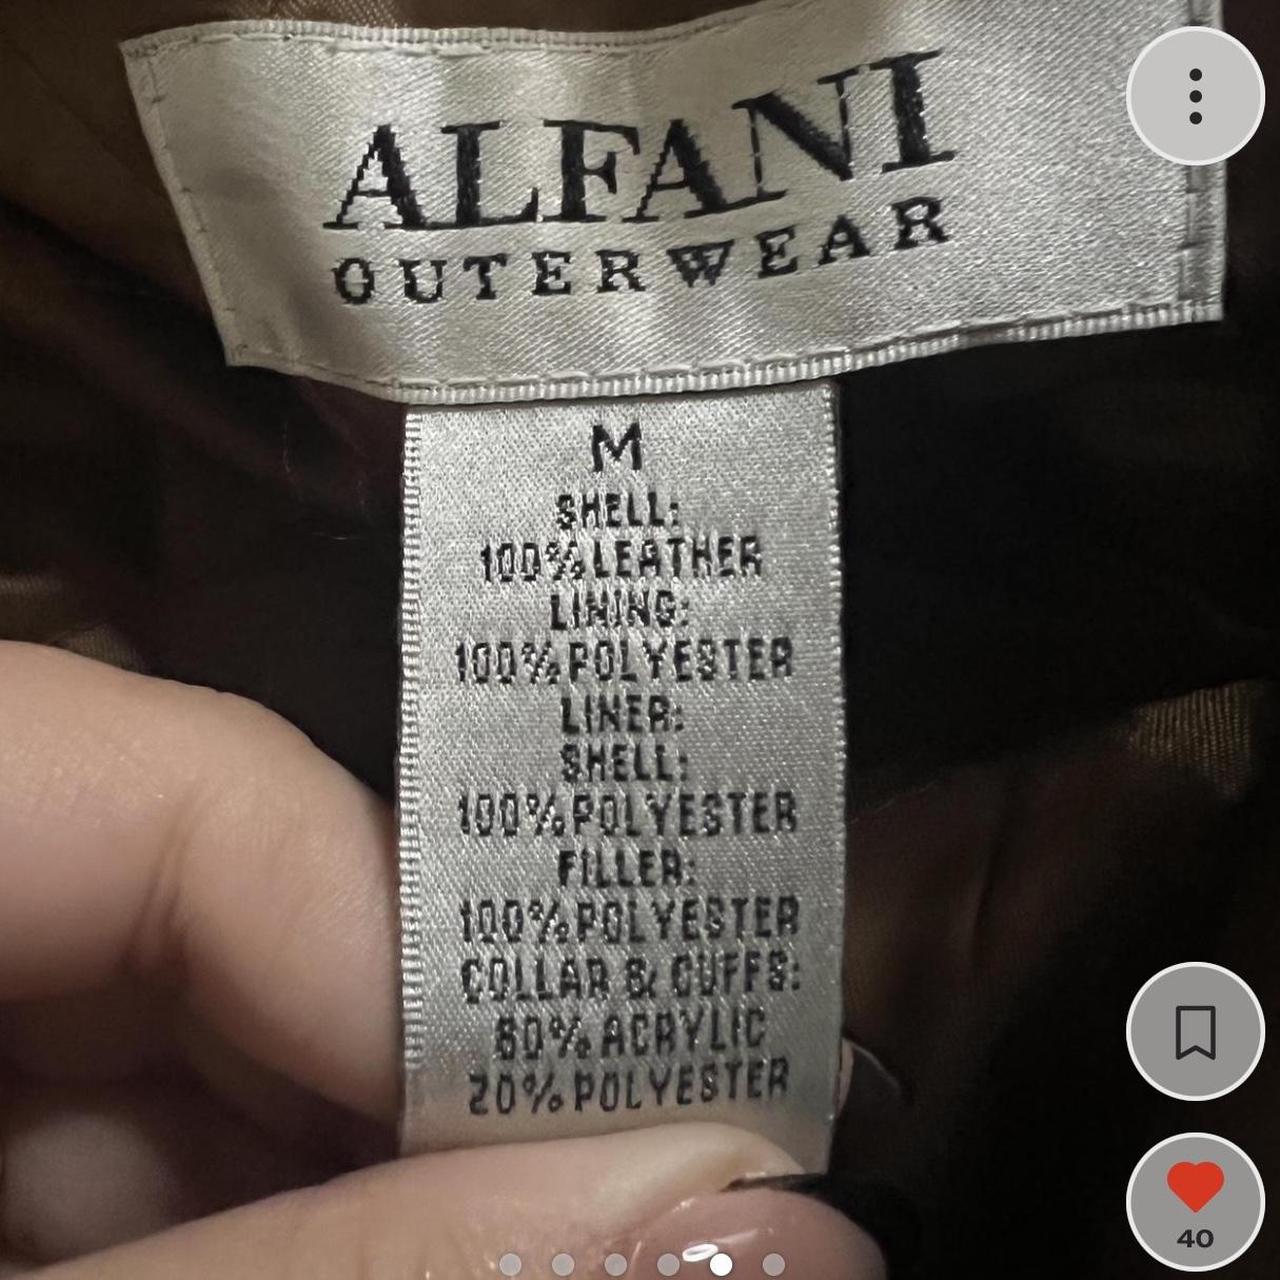 ALFANI
OUTERWEAR
M
SHELL:
100% LEATHER
LINING:
100% POLYESTER
LINER:
SHELL:
100% POLYESTER
FILLER:
100% POLYESTER
COLLAR & CUFFS:
80% ACRYLIC
20% POLYESTER
40